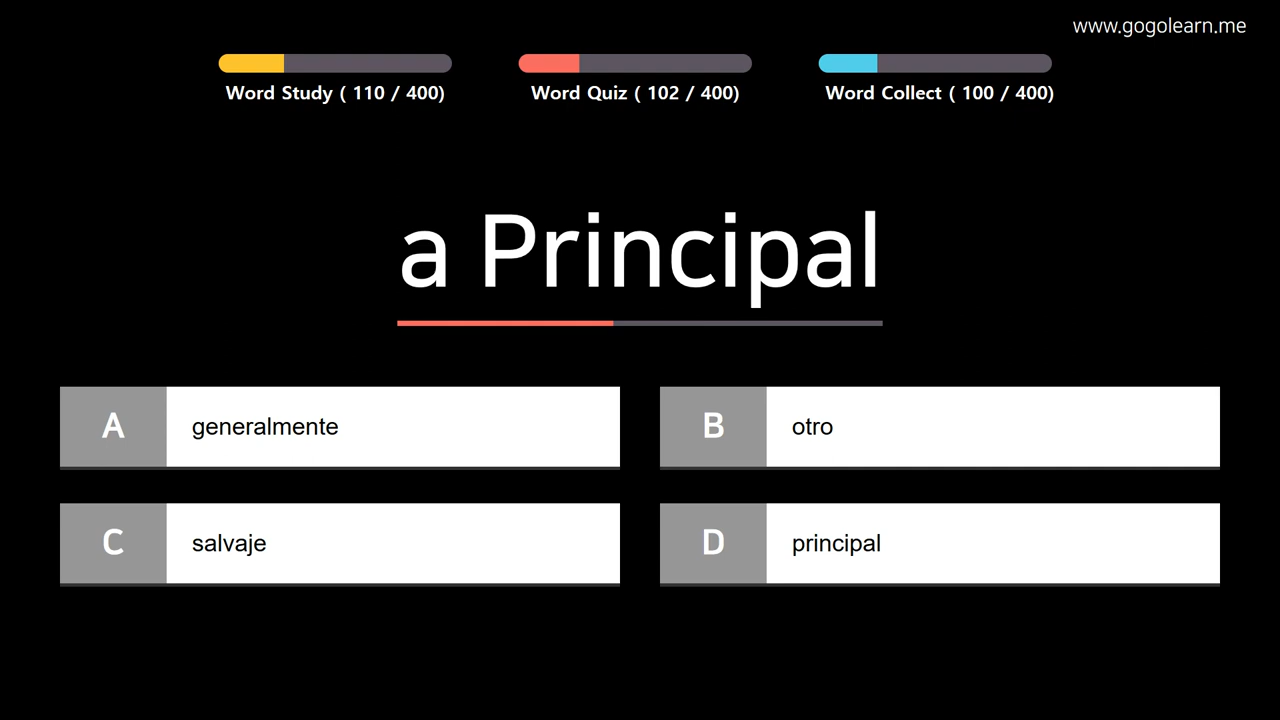 www.gogolearn.me
Word Study ( 110 / 400)
Word Quiz ( 102 / 400)
Word Collect ( 100 / 400)
a Principal
A generalmente
B otro
C salvaje
D principal